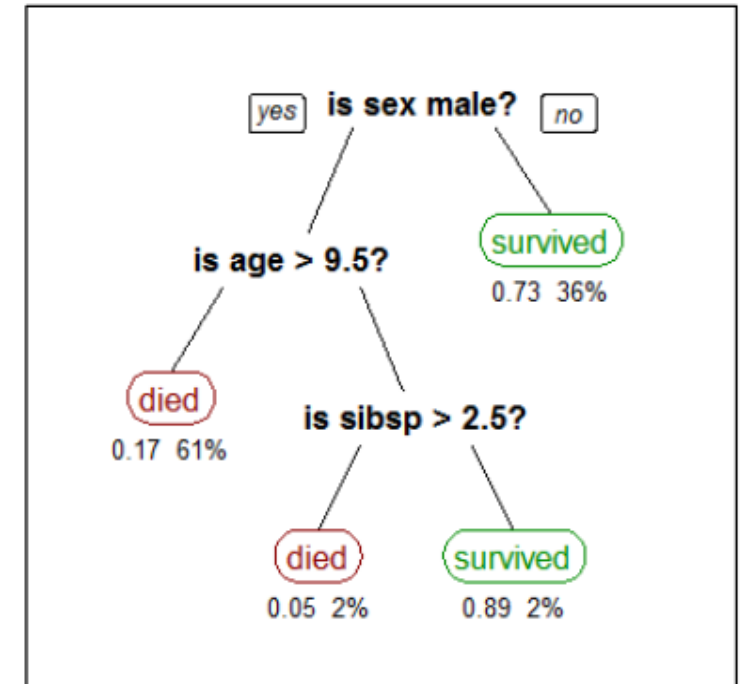 yes is sex male? no
survived
is age > 9.5?
0.73 36%
died
is sibsp > 2.5?
0.17 61%
died survived
0.05 2% 0.89 2%